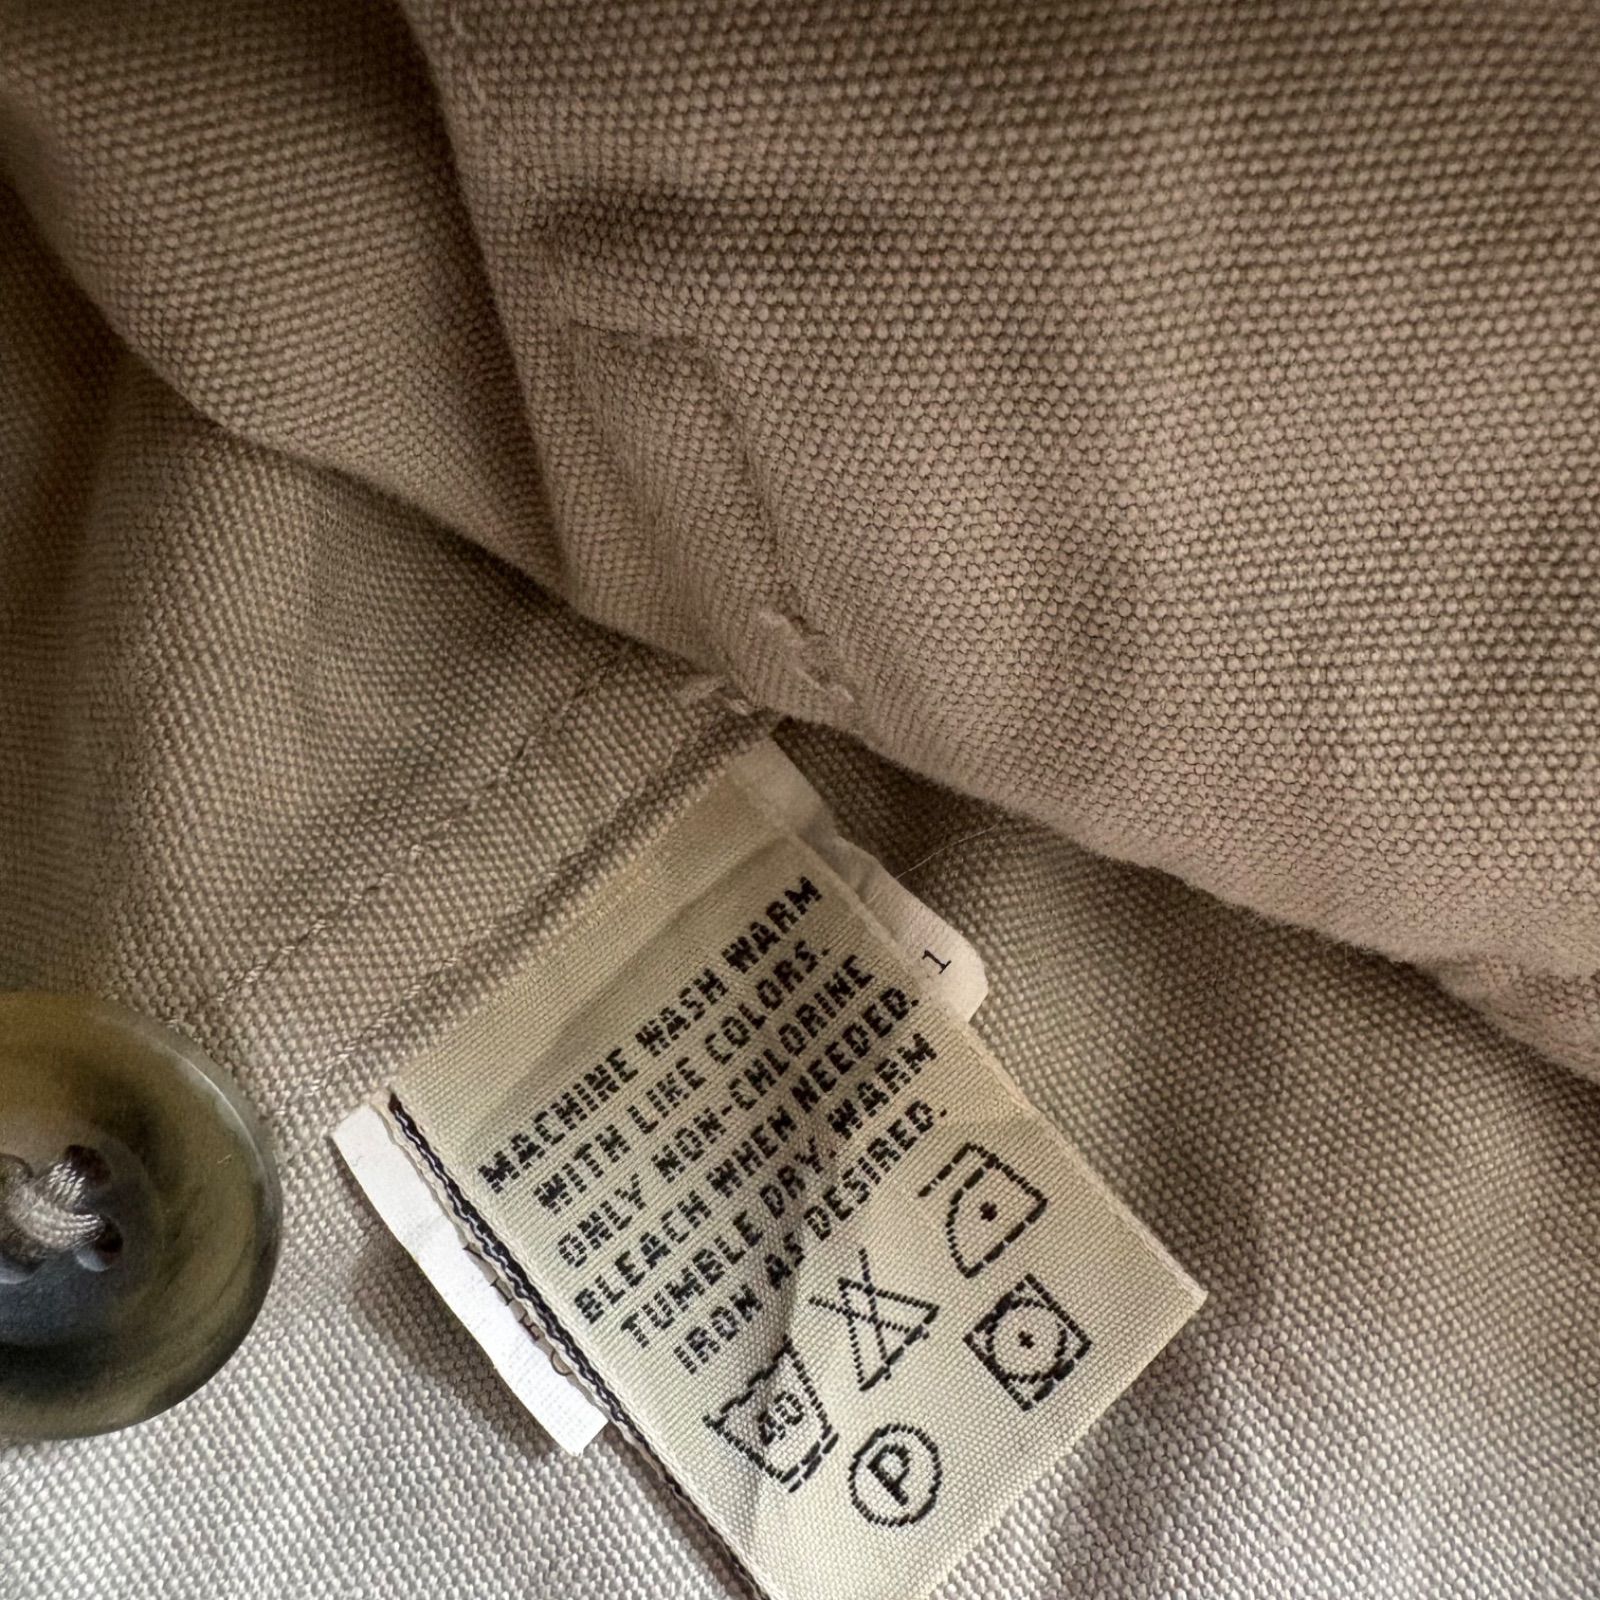 MACHINE WASH WARM
WITH LIKE COLORS.
ONLY NON-CHLORINE
BLEACH WHEN NEEDED.
TUMBLE DRY, WARM
IRON AS DESIRED.
40
P
1